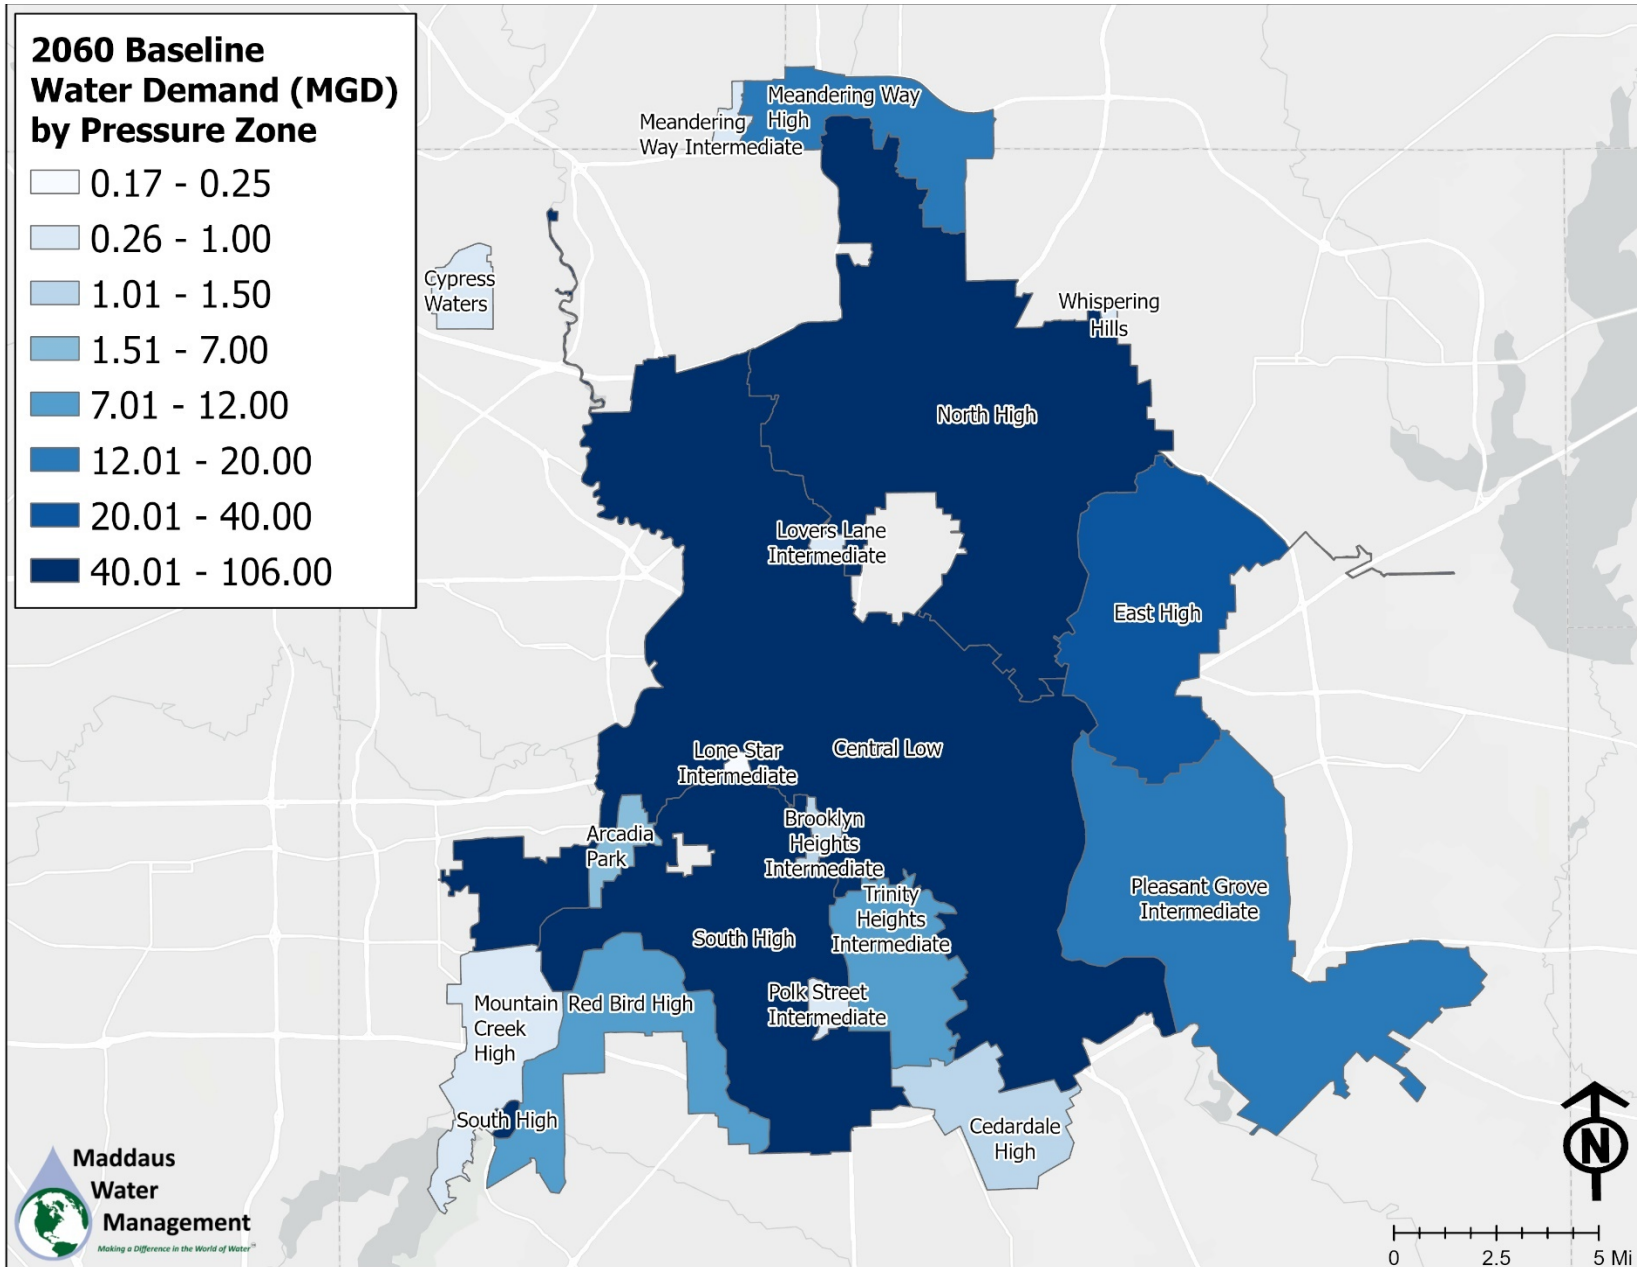 2060 Baseline
Water Demand (MGD)
by Pressure Zone
0.17 - 0.25
0.26 - 1.00
1.01 - 1.50
1.51 - 7.00
7.01 - 12.00
12.01 - 20.00
20.01 - 40.00
40.01 - 106.00
Meandering Way
High
Meandering
Way Intermediate
Cypress
Waters
Whispering
Hills
North High
Lovers Lane
Intermediate
East High
Lone Star
Intermediate
Central Low
Brooklyn
Heights
Intermediate
Arcadia
Park
Trinity
Heights
Intermediate
Pleasant Grove
Intermediate
South High
Polk Street
Intermediate
Mountain
Creek
High
Red Bird High
South High
Cedardale
High
Maddaus
Water
Management
Making a Difference in the World of Water™
N
0 2.5 5 Mi